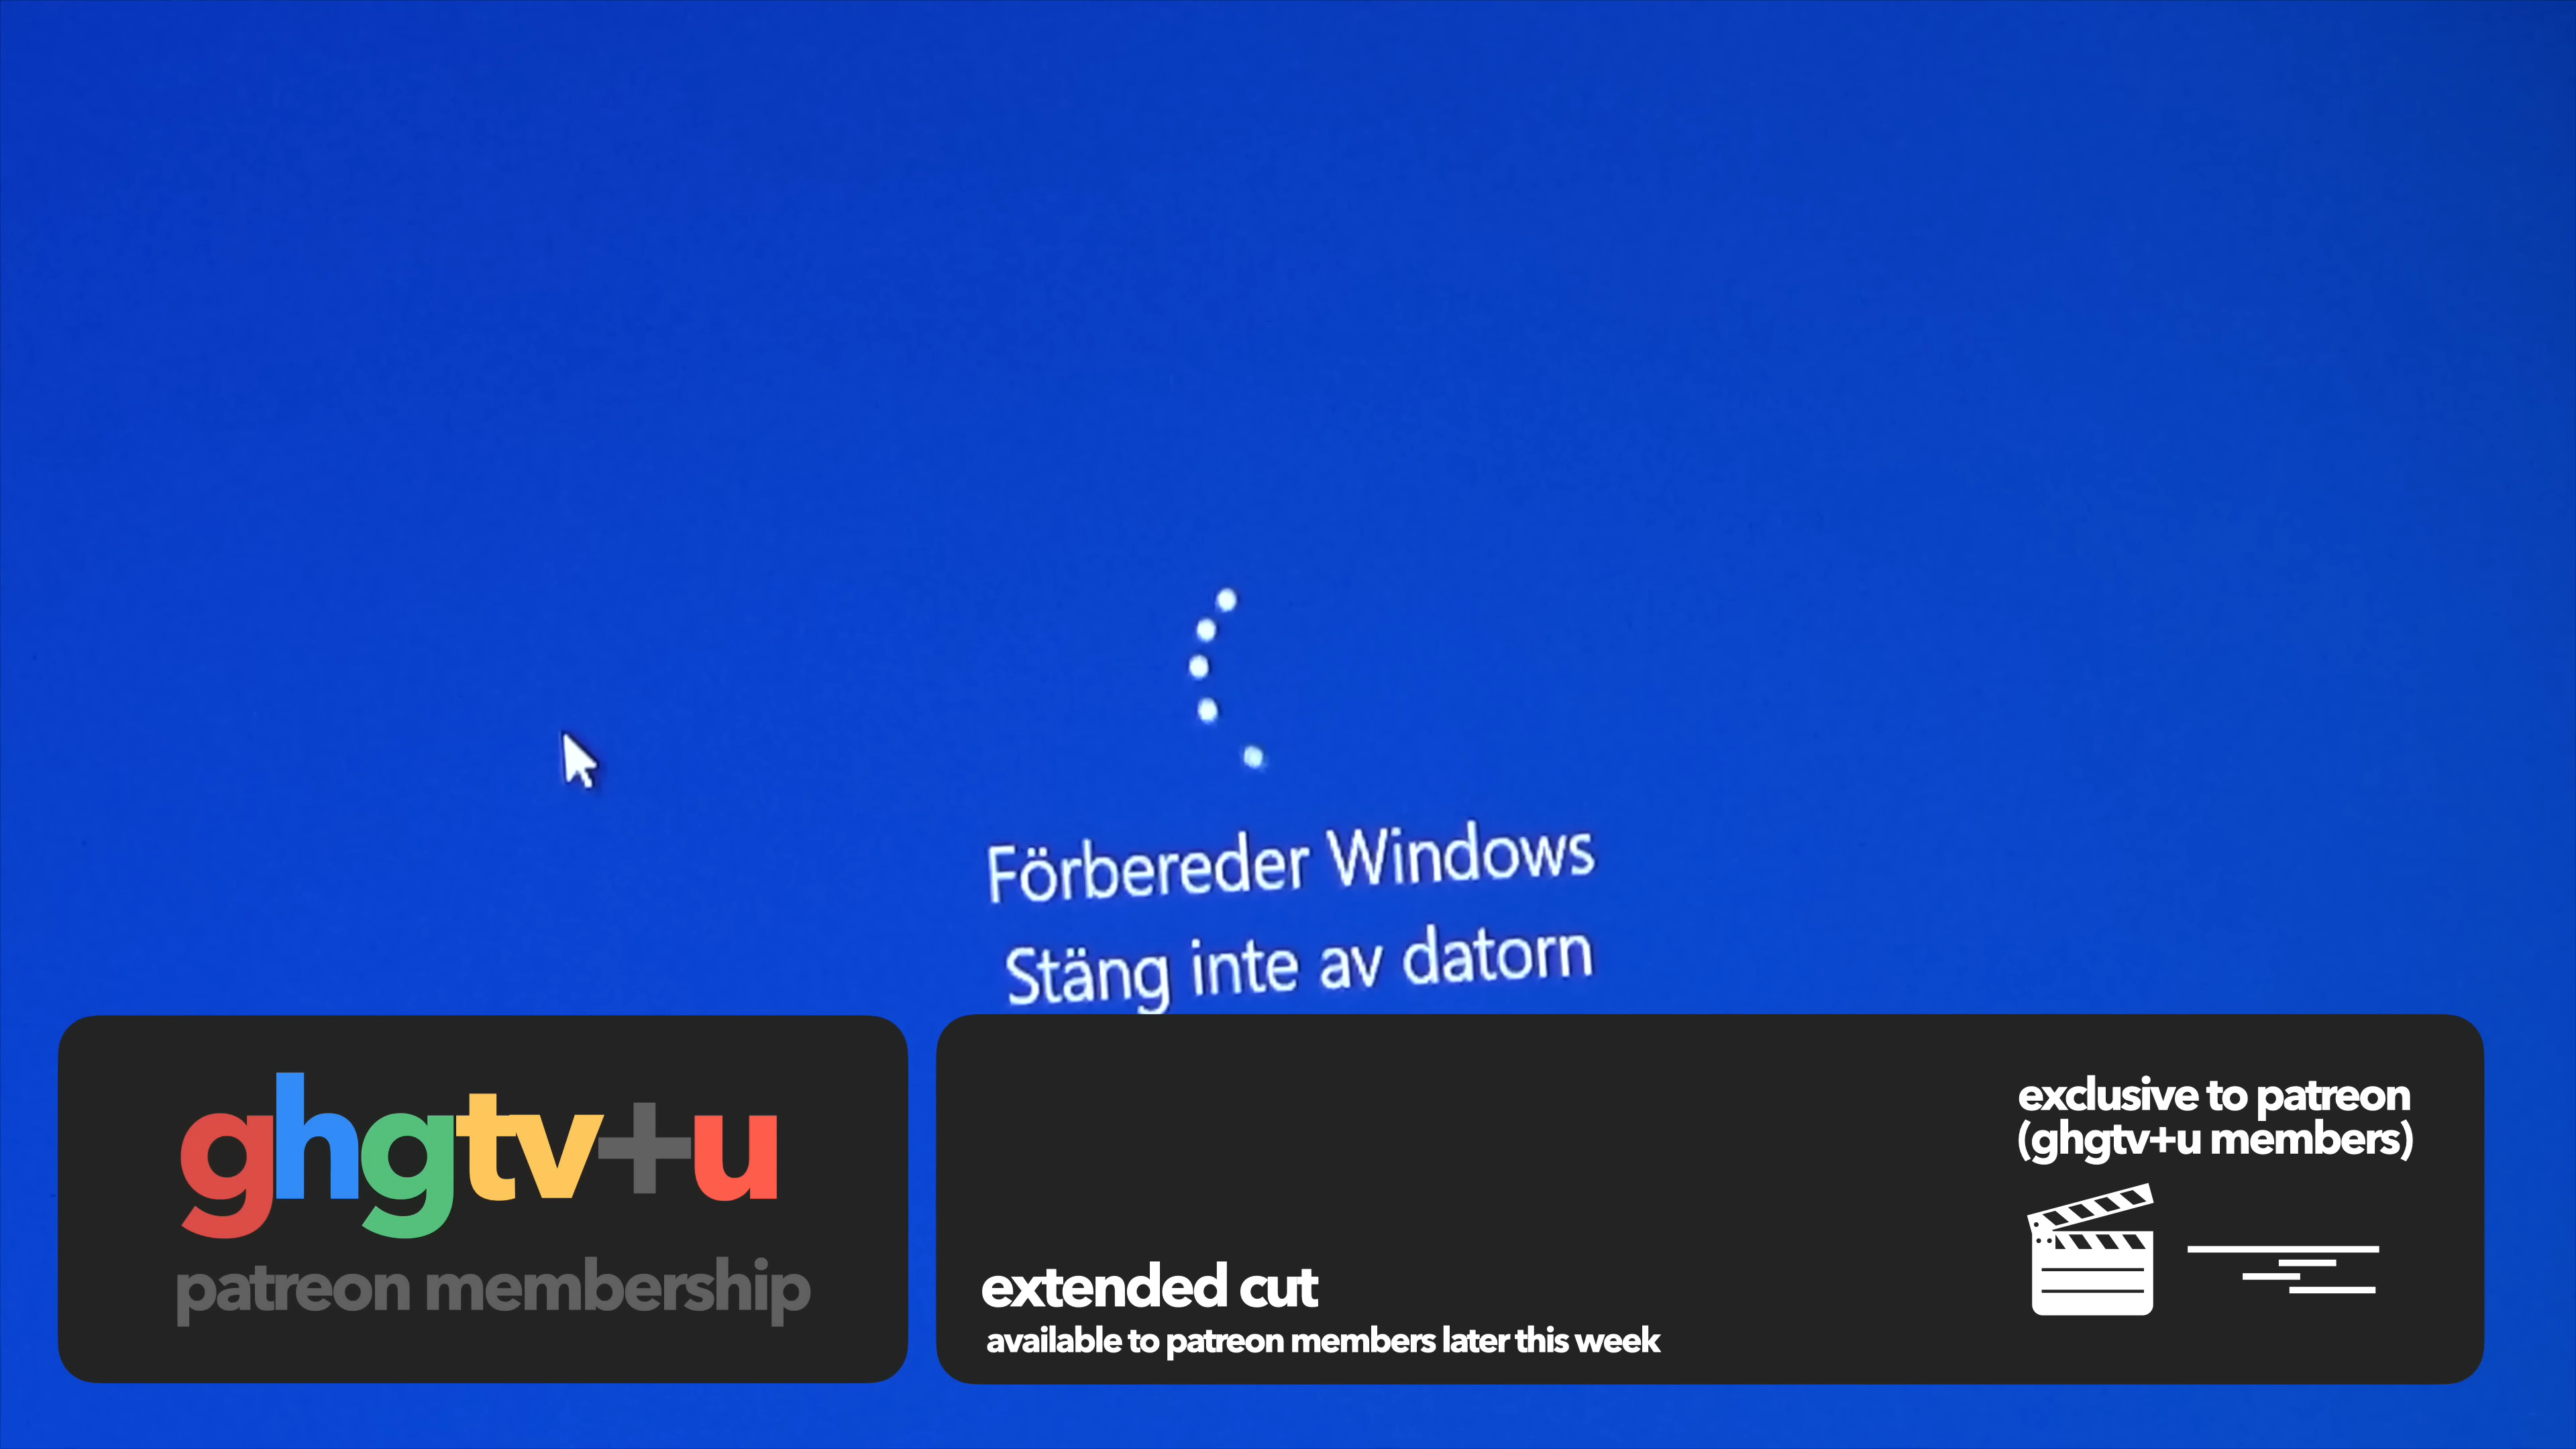 Förbereder Windows
Stäng inte av datorn
ghgtv+u
patreon membership
extended cut
available to patreon members later this week
exclusive to patreon
(ghgtv+u members)